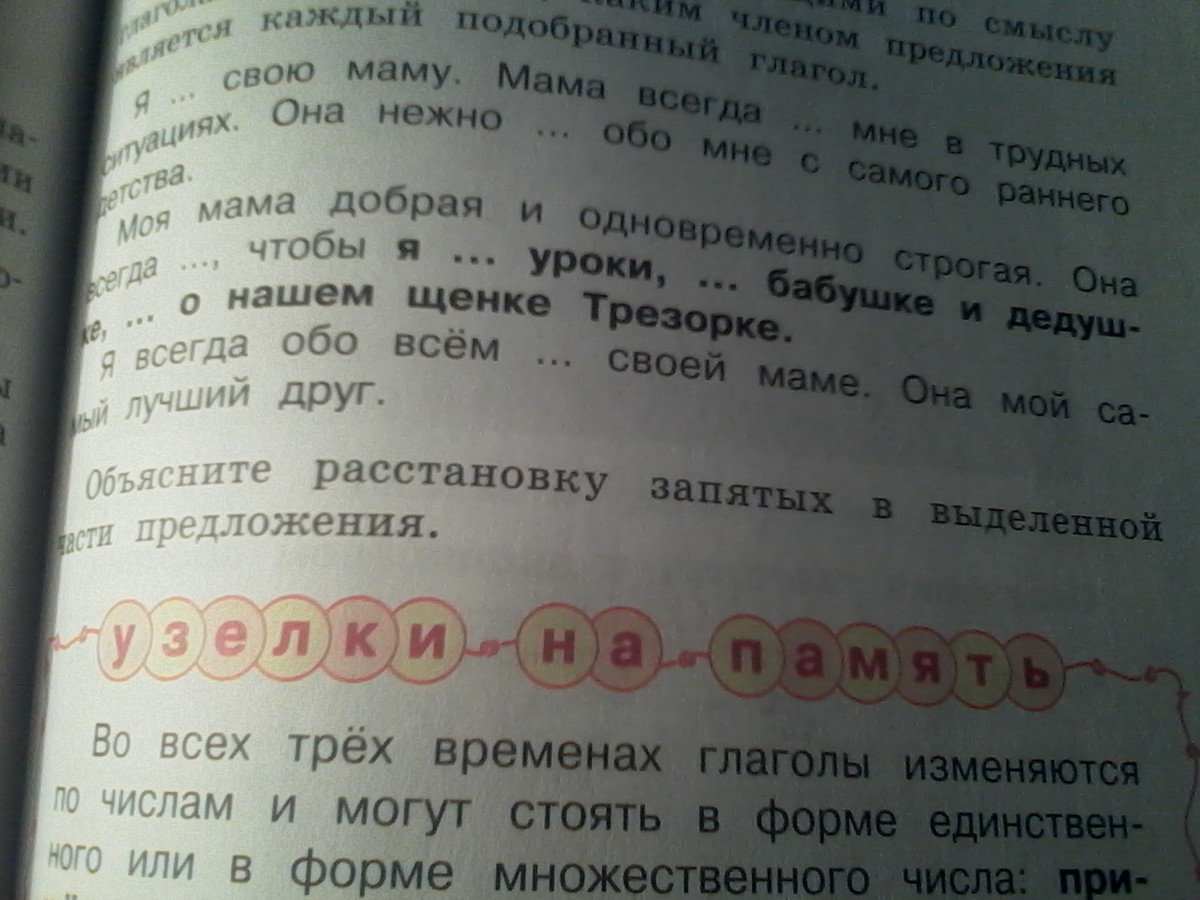 по смыслу
членом предложения
является каждый подобранный глагол.
Я ... свою маму. Мама всегда ... мне в трудных
ситуациях. Она нежно ... обо мне с самого раннего
детства.
Моя мама добрая и одновременно строгая. Она
всегда ..., чтобы я ... уроки, ... бабушке и дедуш-
ке, ... о нашем щенке Трезорке.
Я всегда обо всём ... своей маме. Она мой са-
мый лучший друг.
Объясните расстановку запятых в выделенной
части предложения.
узелки на память
Во всех трёх временах глаголы изменяются
по числам и могут стоять в форме единствен-
ного или в форме множественного числа: при-